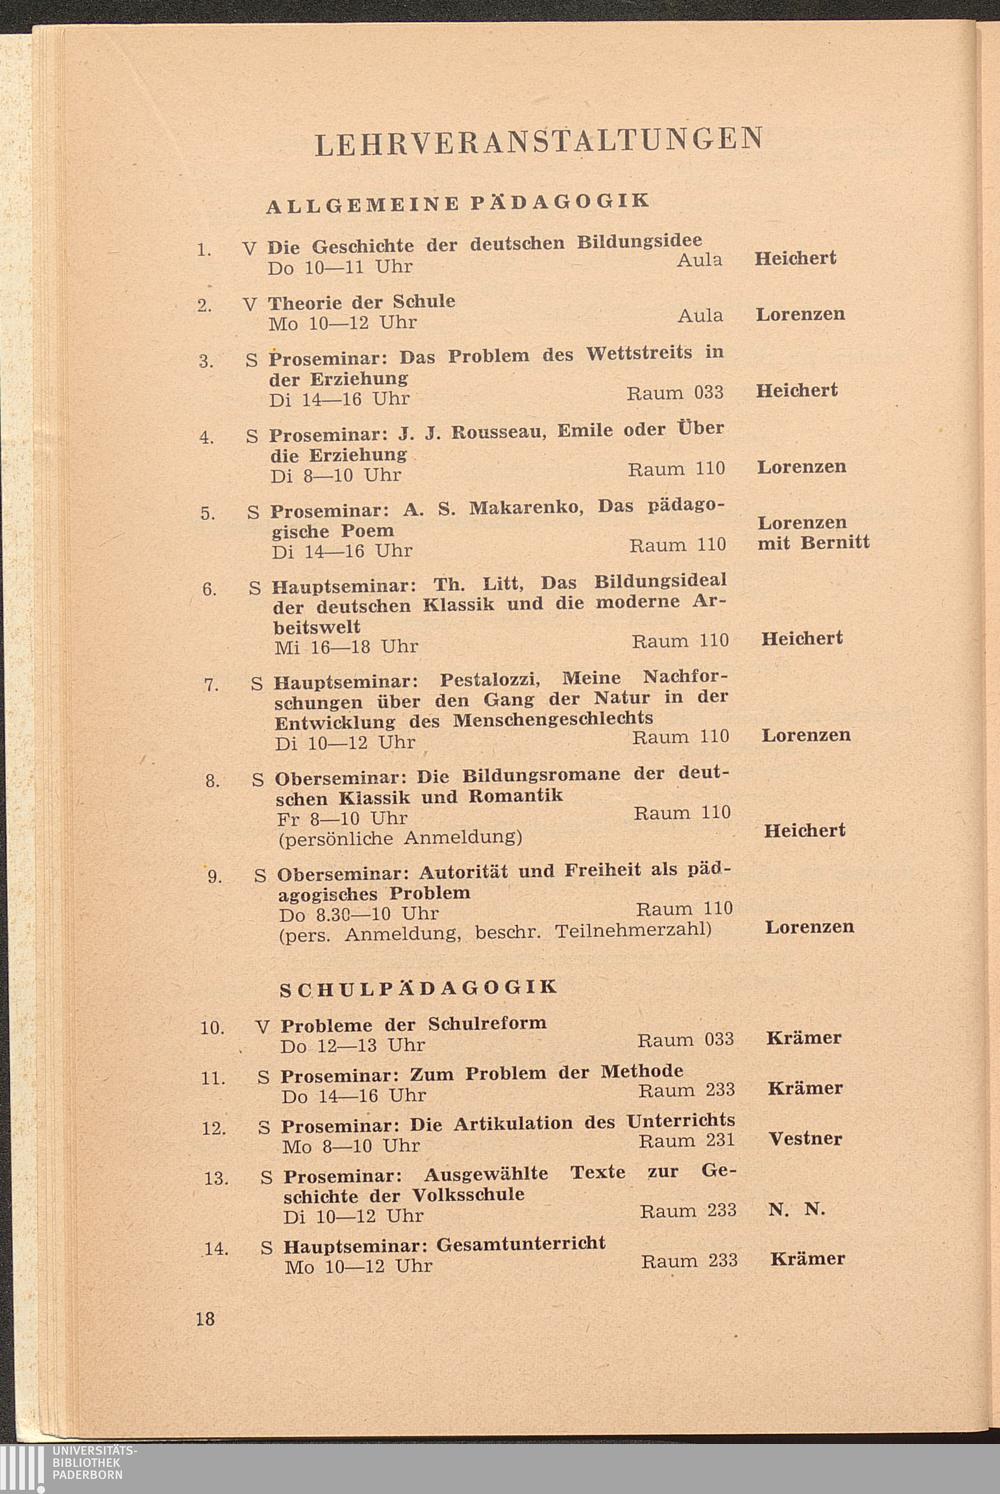 LEHRVERANSTALTUNGEN
ALLGEMEINE PÄDAGOGIK
1. V Die Geschichte der deutschen Bildungsidee
Do 10—11 Uhr Aula Heichert
2. V Theorie der Schule
Mo 10—12 Uhr Aula Lorenzen
3. S Proseminar: Das Problem des Wettstreits in
der Erziehung
Di 14—16 Uhr Raum 033 Heichert
4. S Proseminar: J. J. Rousseau, Emile oder Über
die Erziehung
Di 8—10 Uhr Raum 110 Lorenzen
5. S Proseminar: A. S. Makarenko, Das pädago-
gische Poem Lorenzen
Di 14—16 Uhr Raum 110 mit Bernitt
6. S Hauptseminar: Th. Litt, Das Bildungsideal
der deutschen Klassik und die moderne Ar-
beitswelt
Mi 16—18 Uhr Raum 110 Heichert
7. S Hauptseminar: Pestalozzi, Meine Nachfor-
schungen über den Gang der Natur in der
Entwicklung des Menschengeschlechts
Di 10—12 Uhr Raum 110 Lorenzen
8. S Oberseminar: Die Bildungsromane der deut-
schen Klassik und Romantik
Fr 8—10 Uhr Raum 110
(persönliche Anmeldung) Heichert
9. S Oberseminar: Autorität und Freiheit als päd-
agogisches Problem
Do 8.30—10 Uhr Raum 110
(pers. Anmeldung, beschr. Teilnehmerzahl) Lorenzen
SCHULPÄDAGOGIK
10. V Probleme der Schulreform
Do 12—13 Uhr Raum 033 Krämer
11. S Proseminar: Zum Problem der Methode
Do 14—16 Uhr Raum 233 Krämer
12. S Proseminar: Die Artikulation des Unterrichts
Mo 8—10 Uhr Raum 231 Vestner
13. S Proseminar: Ausgewählte Texte zur Ge-
schichte der Volksschule
Di 10—12 Uhr Raum 233 N. N.
14. S Hauptseminar: Gesamtunterricht
Mo 10—12 Uhr Raum 233 Krämer
18
UNIVERSITÄTS-
BIBLIOTHEK
PADERBORN